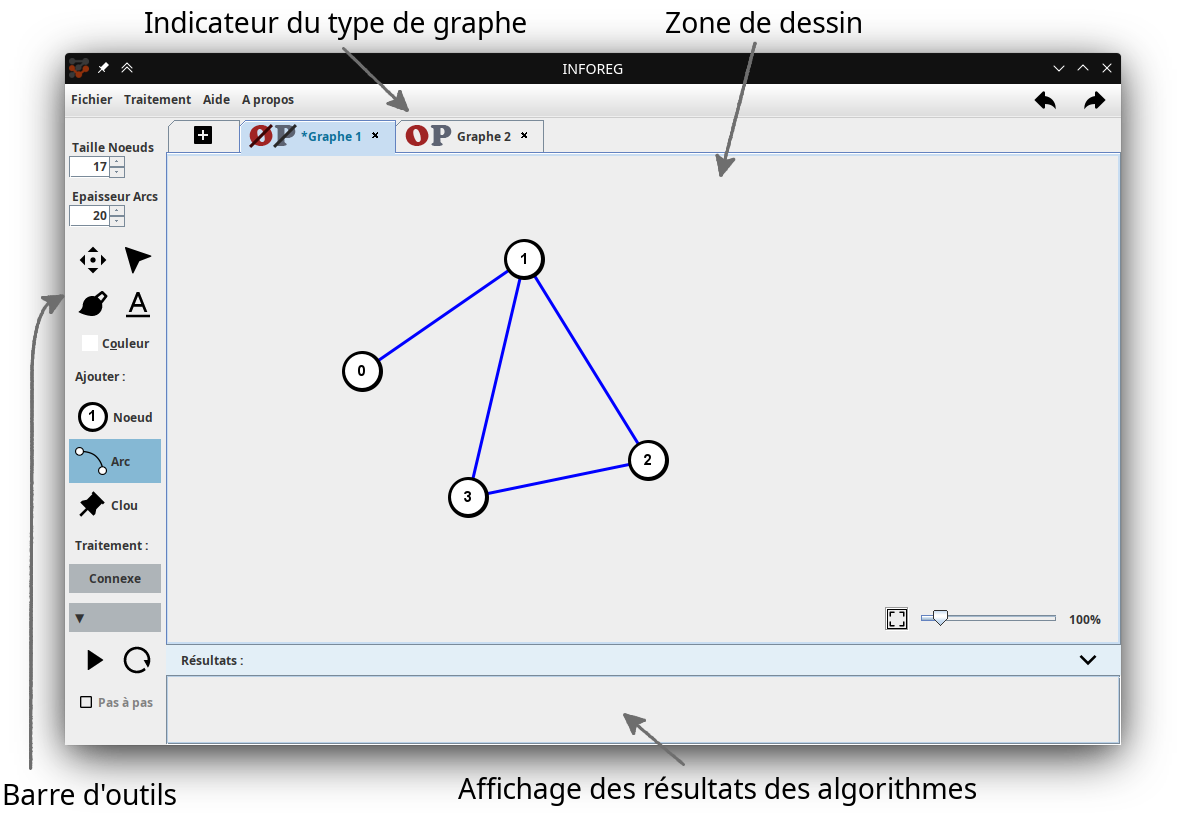 Indicateur du type de graphe
Zone de dessin
INFOREG
Fichier Traitement Aide A propos
OP *Graphe 1
OP Graphe 2
Taille Noeuds
17
Epaisseur Arcs
20
A
Couleur
Ajouter :
1 Noeud
Arc
Clou
Traitement :
Connexe
Pas à pas
1
0
2
3
100%
Résultats :
Barre d'outils
Affichage des résultats des algorithmes